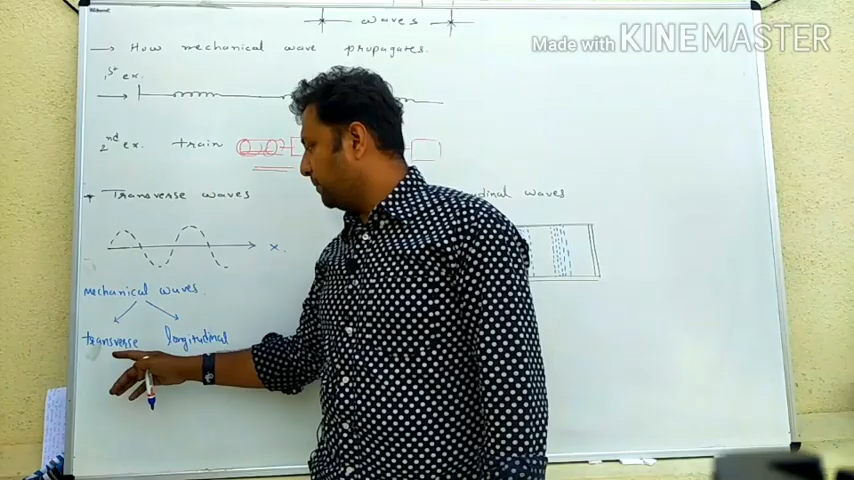 waves
Made with KINEMASTER
→ How mechanical wave propagates.
1st ex.
2nd ex. train
Transverse waves
waves
x.
mechanical waves
transverse longitudinal